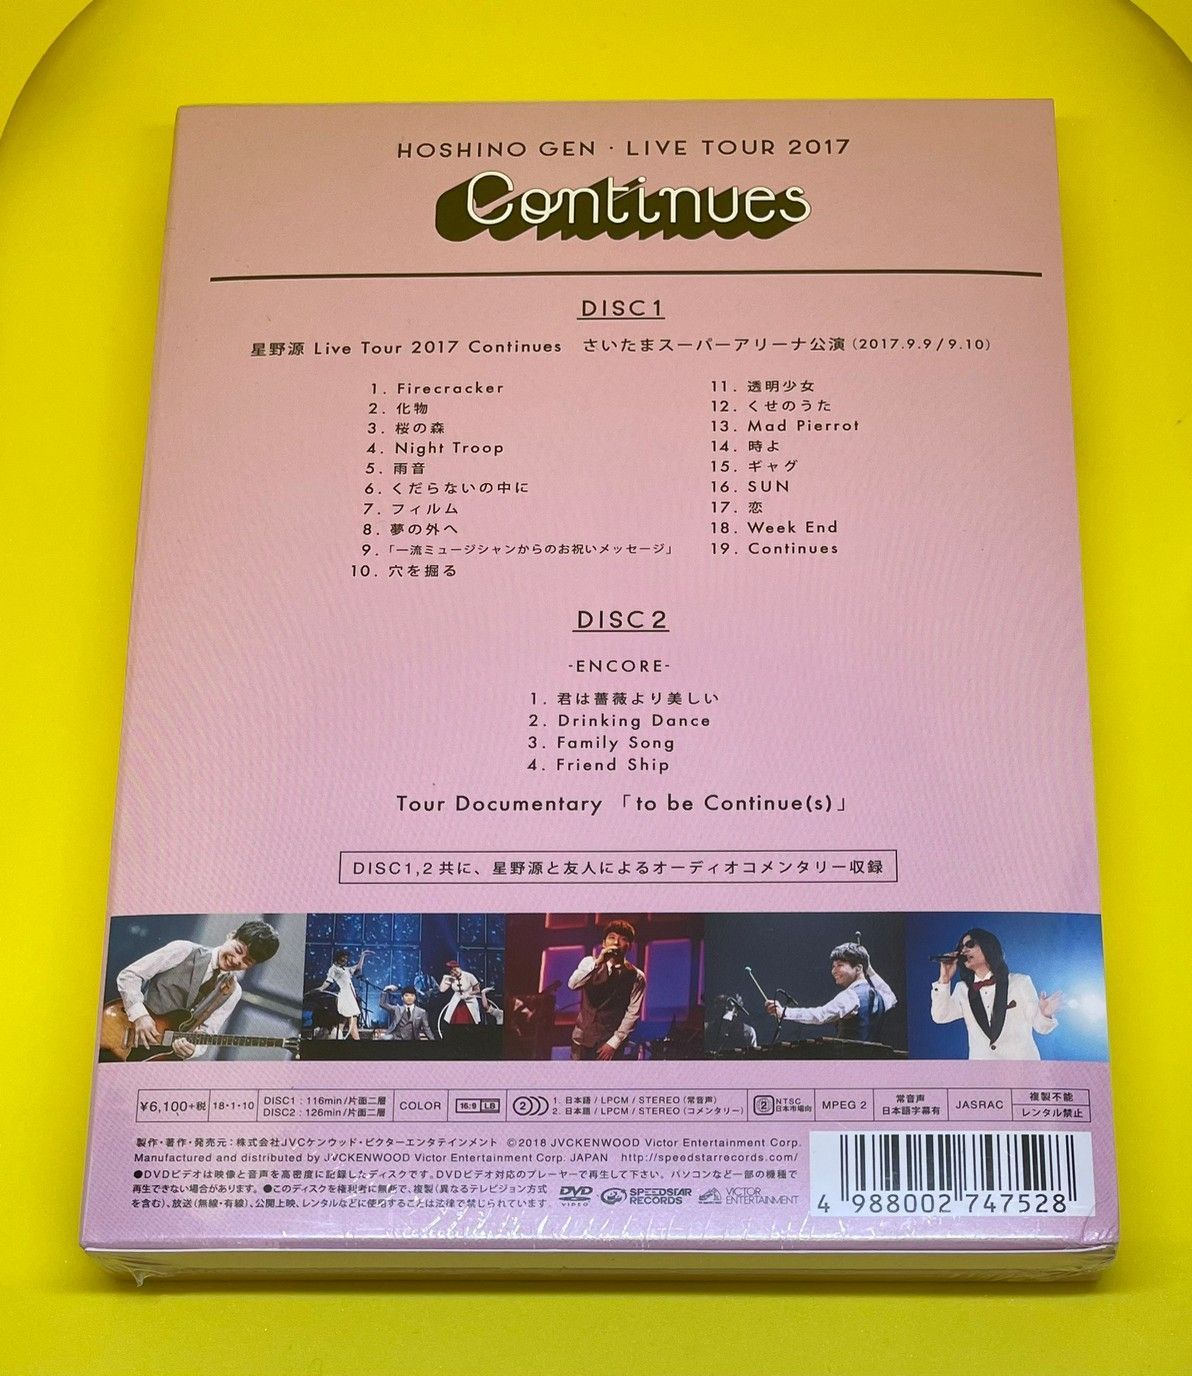 HOSHINO GEN · LIVE TOUR 2017
Continues
DISC 1
星野源 Live Tour 2017 Continues さいたまスーパーアリーナ公演 (2017.9.9 / 9.10)
1. Firecracker
2. 化物
3. 桜の森
4. Night Troop
5. 雨音
6. くだらないの中に
7. フィルム
8. 夢の外へ
9. 「一流ミュージシャンからのお祝いメッセージ」
10. 穴を掘る
11. 透明少女
12. くせのうた
13. Mad Pierrot
14. 時よ
15. ギャグ
16. SUN
17. 恋
18. Week End
19. Continues
DISC 2
-ENCORE-
1. 君は薔薇より美しい
2. Drinking Dance
3. Family Song
4. Friend Ship
Tour Documentary 「to be Continue(s)」
DISC1,2 共に、星野源と友人によるオーディオコメンタリー収録
¥6,100+税
18・1・10
DISC1 : 116min/片面二層
DISC2 : 126min/片面二層
COLOR
16:9 LB
2
1. 日本語 / LPCM / STEREO (常音声)
2. 日本語 / LPCM / STEREO (コメンタリー)
2 NTSC
日本市場向
MPEG 2
常音声
日本語字幕有
JASRAC
複製不能
レンタル禁止
製作・著作・発売元:株式会社JVCケンウッド・ビクターエンタテインメント ©2018 JVCKENWOOD Victor Entertainment Corp.
Manufactured and distributed by JVCKENWOOD Victor Entertainment Corp. JAPAN http://speedstarrecords.com/
●DVDビデオは映像と音声を高密度に記録したディスクです。DVDビデオ対応のプレーヤーで再生して下さい。パソコンなど一部の機種で
再生できない場合があります。●このディスクを権利者に無断で、複製(異なるテレビジョン方式
を含む)、放送(無線・有線)、公開上映、レンタルなどに使用することは法律で禁じられています。
DVD VIDEO
SPEEDSTAR RECORDS
VICTOR ENTERTAINMENT
4 988002 747528